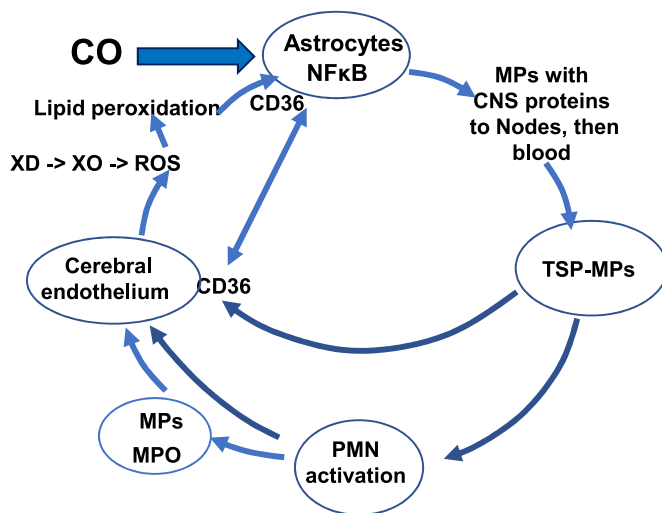 CO
Astrocytes
NFκB
CD36
Lipid peroxidation
XD -> XO -> ROS
MPs with
CNS proteins
to Nodes, then
blood
TSP-MPs
Cerebral
endothelium
CD36
MPs
MPO
PMN
activation